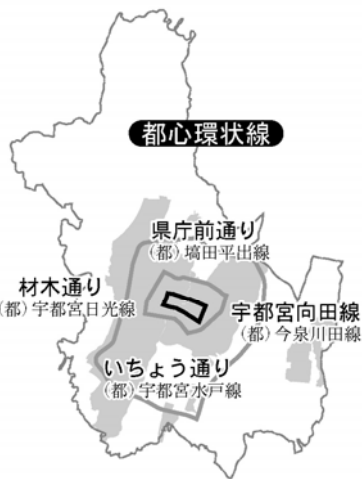 都心環状線
県庁前通り
(都)塙田平出線
材木通り
(都)宇都宮日光線
宇都宮向田線
(都)今泉川田線
いちょう通り
(都)宇都宮水戸線